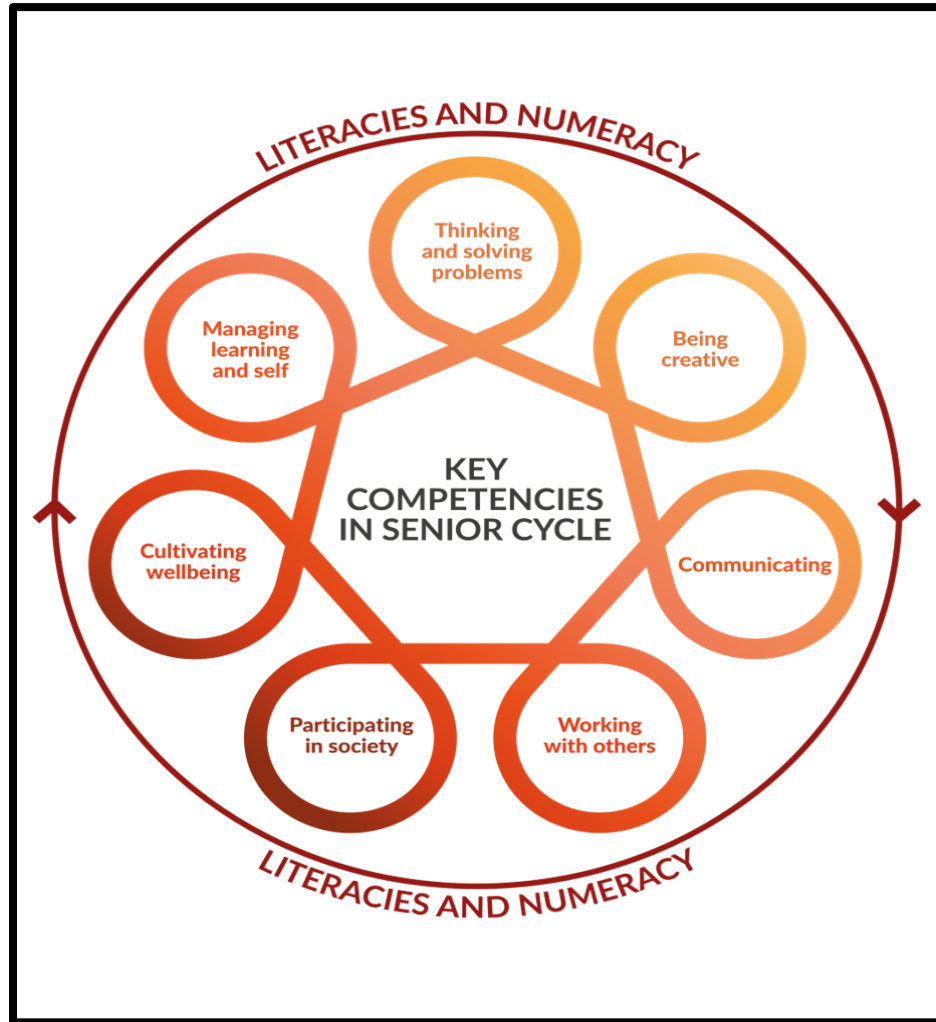 LITERACIES AND NUMERACY
Thinking
and solving
problems
Being
creative
Communicating
Working
with others
Participating
in society
Cultivating
wellbeing
Managing
learning
and self
KEY
COMPETENCIES
IN SENIOR CYCLE
LITERACIES AND NUMERACY